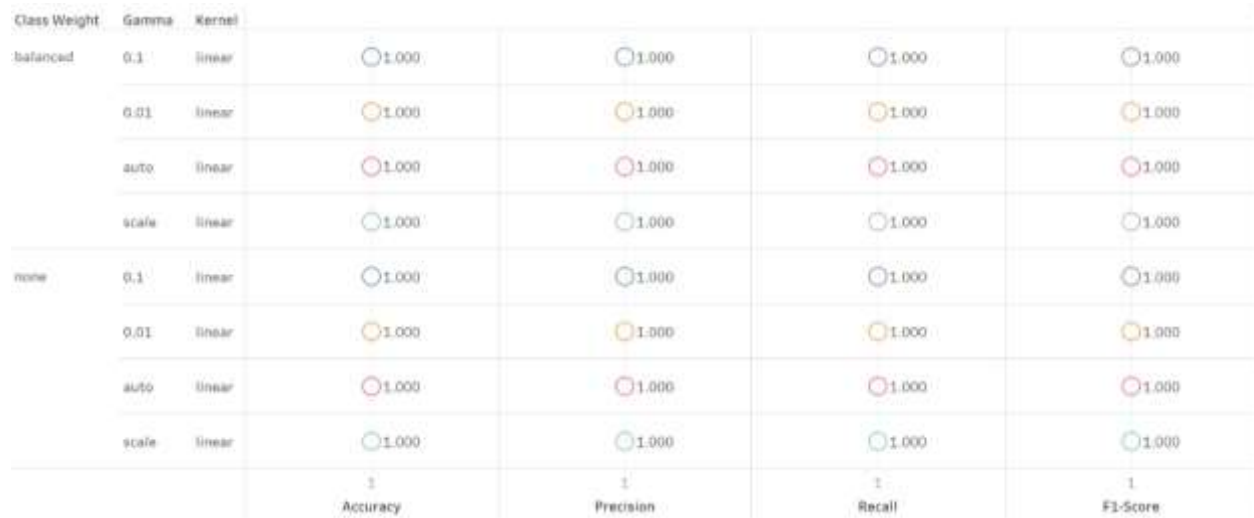 Class Weight Gamma Kernel
balanced 0.1 linear 1.000 1.000 1.000 1.000
0.01 linear 1.000 1.000 1.000 1.000
auto linear 1.000 1.000 1.000 1.000
scale linear 1.000 1.000 1.000 1.000
none 0.1 linear 1.000 1.000 1.000 1.000
0.01 linear 1.000 1.000 1.000 1.000
auto linear 1.000 1.000 1.000 1.000
scale linear 1.000 1.000 1.000 1.000
1 1 1 1
Accuracy Precision Recall F1-Score